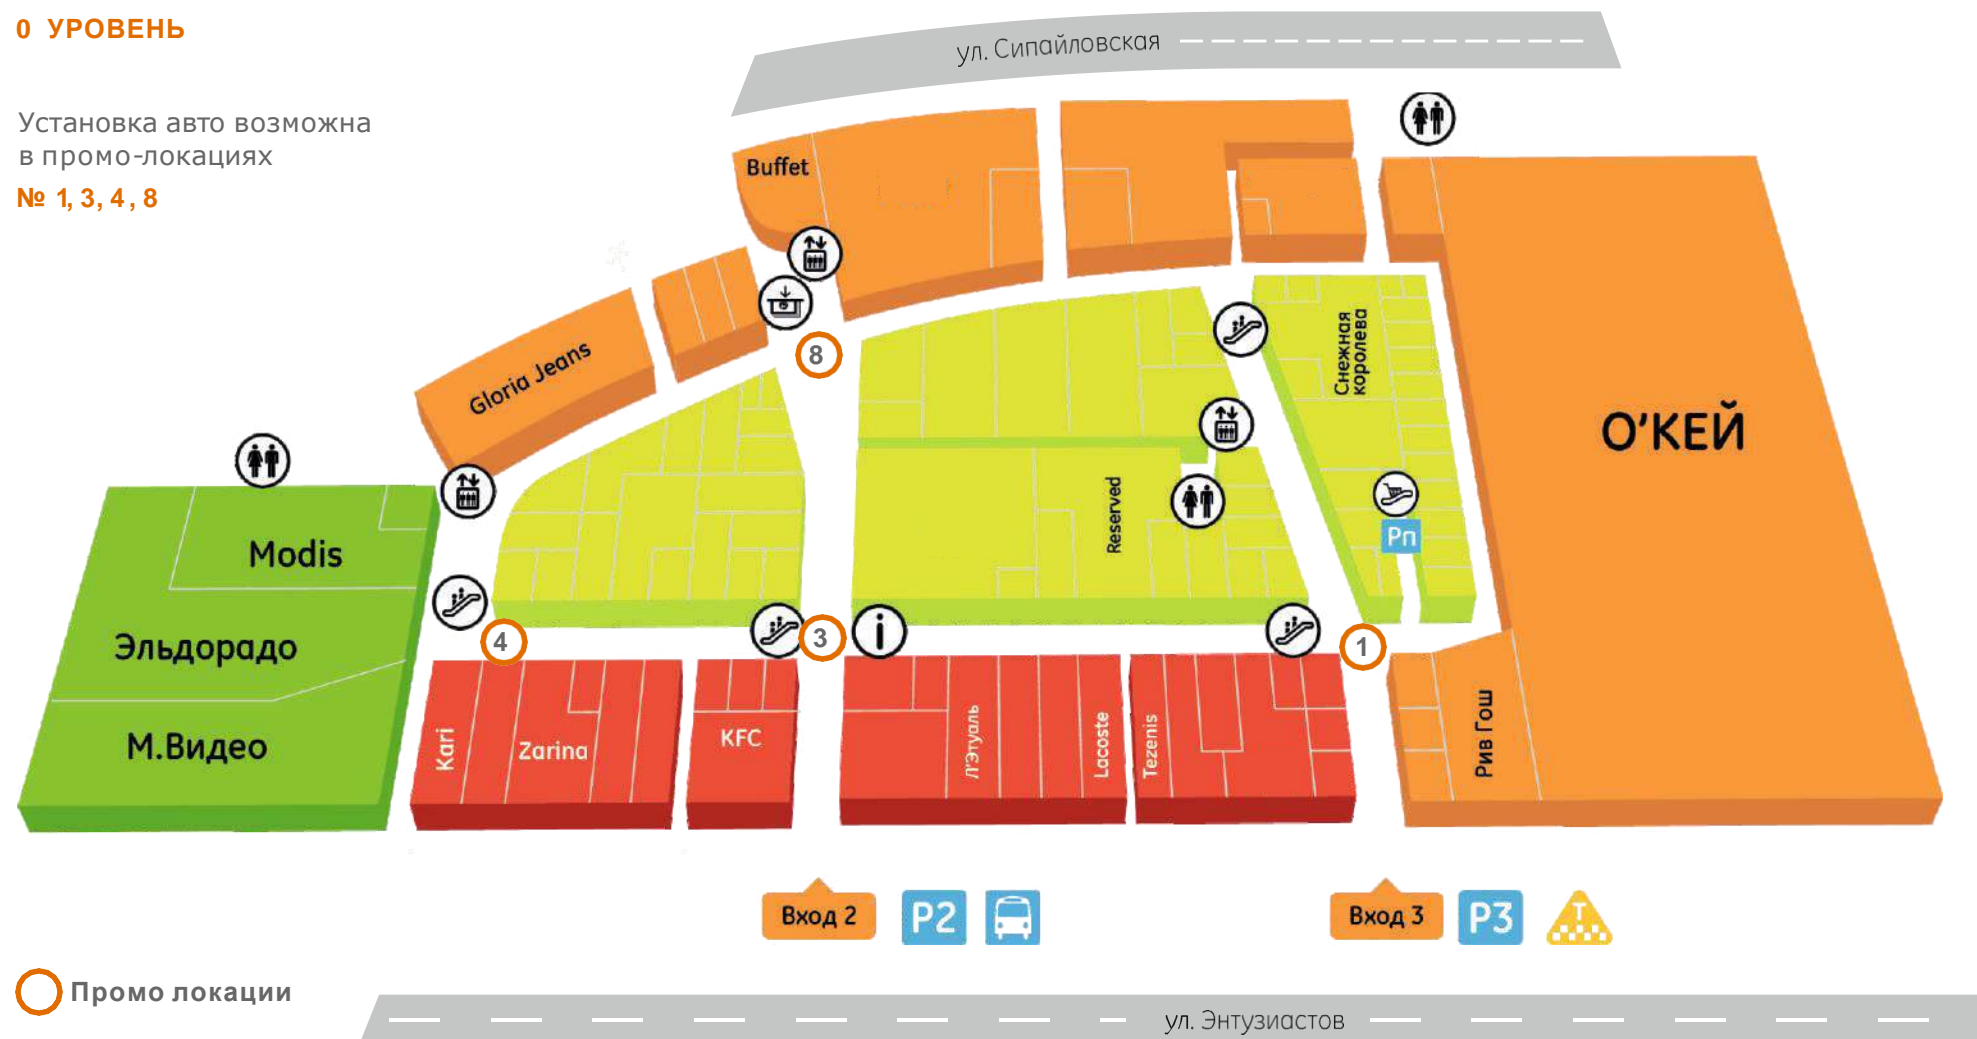 0 УРОВЕНЬ
Установка авто возможна
в промо-локациях
№ 1, 3, 4, 8
ул. Сипайловская
Buffet
Gloria Jeans
8
Снежная
королева
О'КЕЙ
Modis
Reserved
Рп
Эльдорадо
4
3
i
1
М.Видео
Kari
Zarina
KFC
Л'Этуаль
Lacoste
Tezenis
Рив Гош
Вход 2
P2
Вход 3
P3
T
Промо локации
ул. Энтузиастов